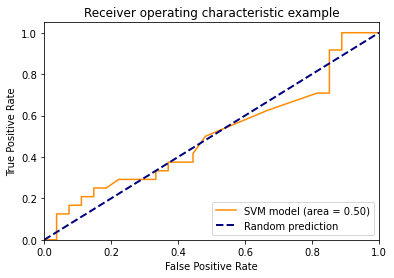 Receiver operating characteristic example
True Positive Rate
1.0
0.8
0.6
0.4
0.2
0.0
SVM model (area = 0.50)
Random prediction
0.0 0.2 0.4 0.6 0.8 1.0
False Positive Rate